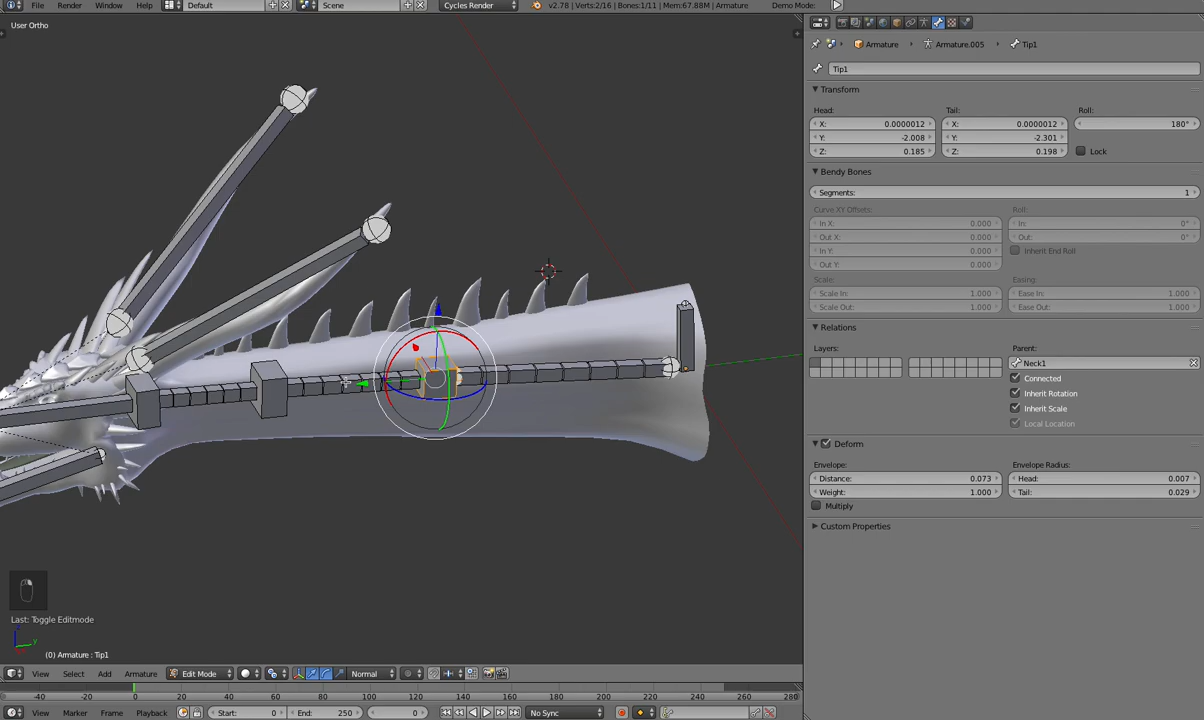 File Render Window Help Default Scene Cycles Render v2.78 | Verts:2/16 | Bones:1/11 | Mem:67.88M | Armature Demo Mode:
User Ortho
Armature Armature.005 Tip1
Tip1
Transform
Head: Tail: Roll:
X: 0.0000012 X: 0.0000012 180°
Y: -2.008 Y: -2.301
Z: 0.185 Z: 0.198 Lock
Bendy Bones
Segments: 1
Curve XY Offsets: Roll:
In X: 0.000 In: 0°
In Y: 0.000 Out: 0°
Out X: 0.000 Inherit End Roll
Out Y: 0.000
Scale: Easing:
Scale In: 1.000 Ease In: 1.000
Scale Out: 1.000 Ease Out: 1.000
Relations
Layers: Parent:
Neck1
Connected
Inherit Rotation
Inherit Scale
Local Location
Deform
Envelope: Envelope Radius:
Distance: 0.073 Head: 0.007
Weight: 1.000 Tail: 0.029
Multiply
Custom Properties
Last: Toggle Editmode
z
y
(0) Armature : Tip1
View Select Add Armature Edit Mode Normal
-40 -20 0 20 40 60 80 100 120 140 160 180 200 220 240 260 280
View Marker Frame Playback Start: 0 End: 250 0 No Sync